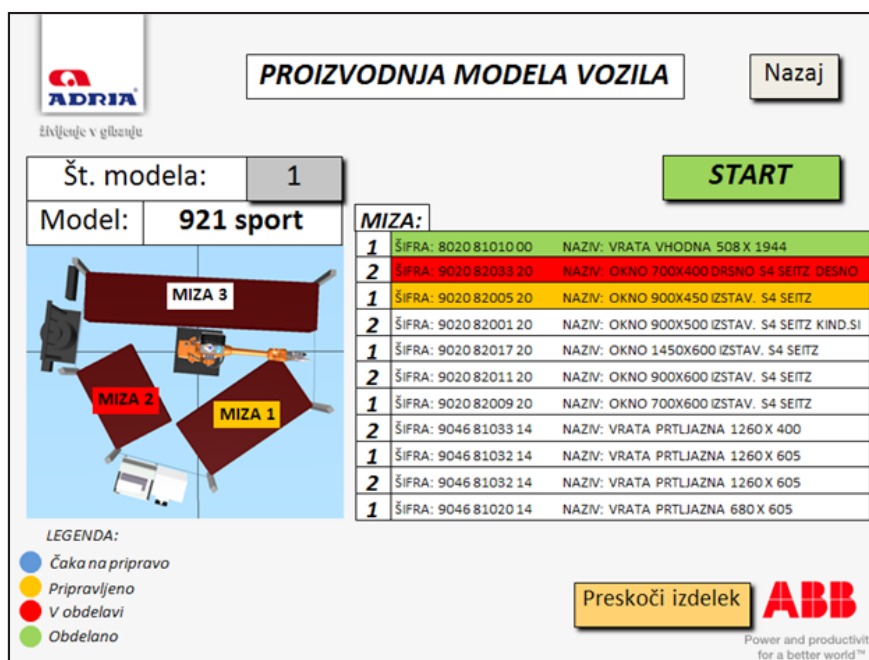 ADRIA
življenje v gibanju
PROIZVODNJA MODELA VOZILA
Nazaj
Št. modela: 1
START
Model: 921 sport
MIZA:
1 ŠIFRA: 8020 81010 00 NAZIV: VRATA VHODNA 508 X 1944
2 ŠIFRA: 9020 82033 20 NAZIV: OKNO 700X400 DRSNO S4 SEITZ DESNO
1 ŠIFRA: 9020 82005 20 NAZIV: OKNO 900X450 IZSTAV. S4 SEITZ
2 ŠIFRA: 9020 82001 20 NAZIV: OKNO 900X500 IZSTAV. S4 SEITZ KIND.SI
1 ŠIFRA: 9020 82017 20 NAZIV: OKNO 1450X600 IZSTAV. S4 SEITZ
2 ŠIFRA: 9020 82011 20 NAZIV: OKNO 900X600 IZSTAV. S4 SEITZ
1 ŠIFRA: 9020 82009 20 NAZIV: OKNO 700X600 IZSTAV. S4 SEITZ
2 ŠIFRA: 9046 81033 14 NAZIV: VRATA PRTLJAZNA 1260 X 400
1 ŠIFRA: 9046 81032 14 NAZIV: VRATA PRTLJAZNA 1260 X 605
2 ŠIFRA: 9046 81032 14 NAZIV: VRATA PRTLJAZNA 1260 X 605
1 ŠIFRA: 9046 81020 14 NAZIV: VRATA PRTLJAZNA 680 X 605
MIZA 3
MIZA 2
MIZA 1
LEGENDA:
Čaka na pripravo
Pripravljeno
V obdelavi
Obdelano
Preskoči izdelek
ABB
Power and productivit
for a better world™